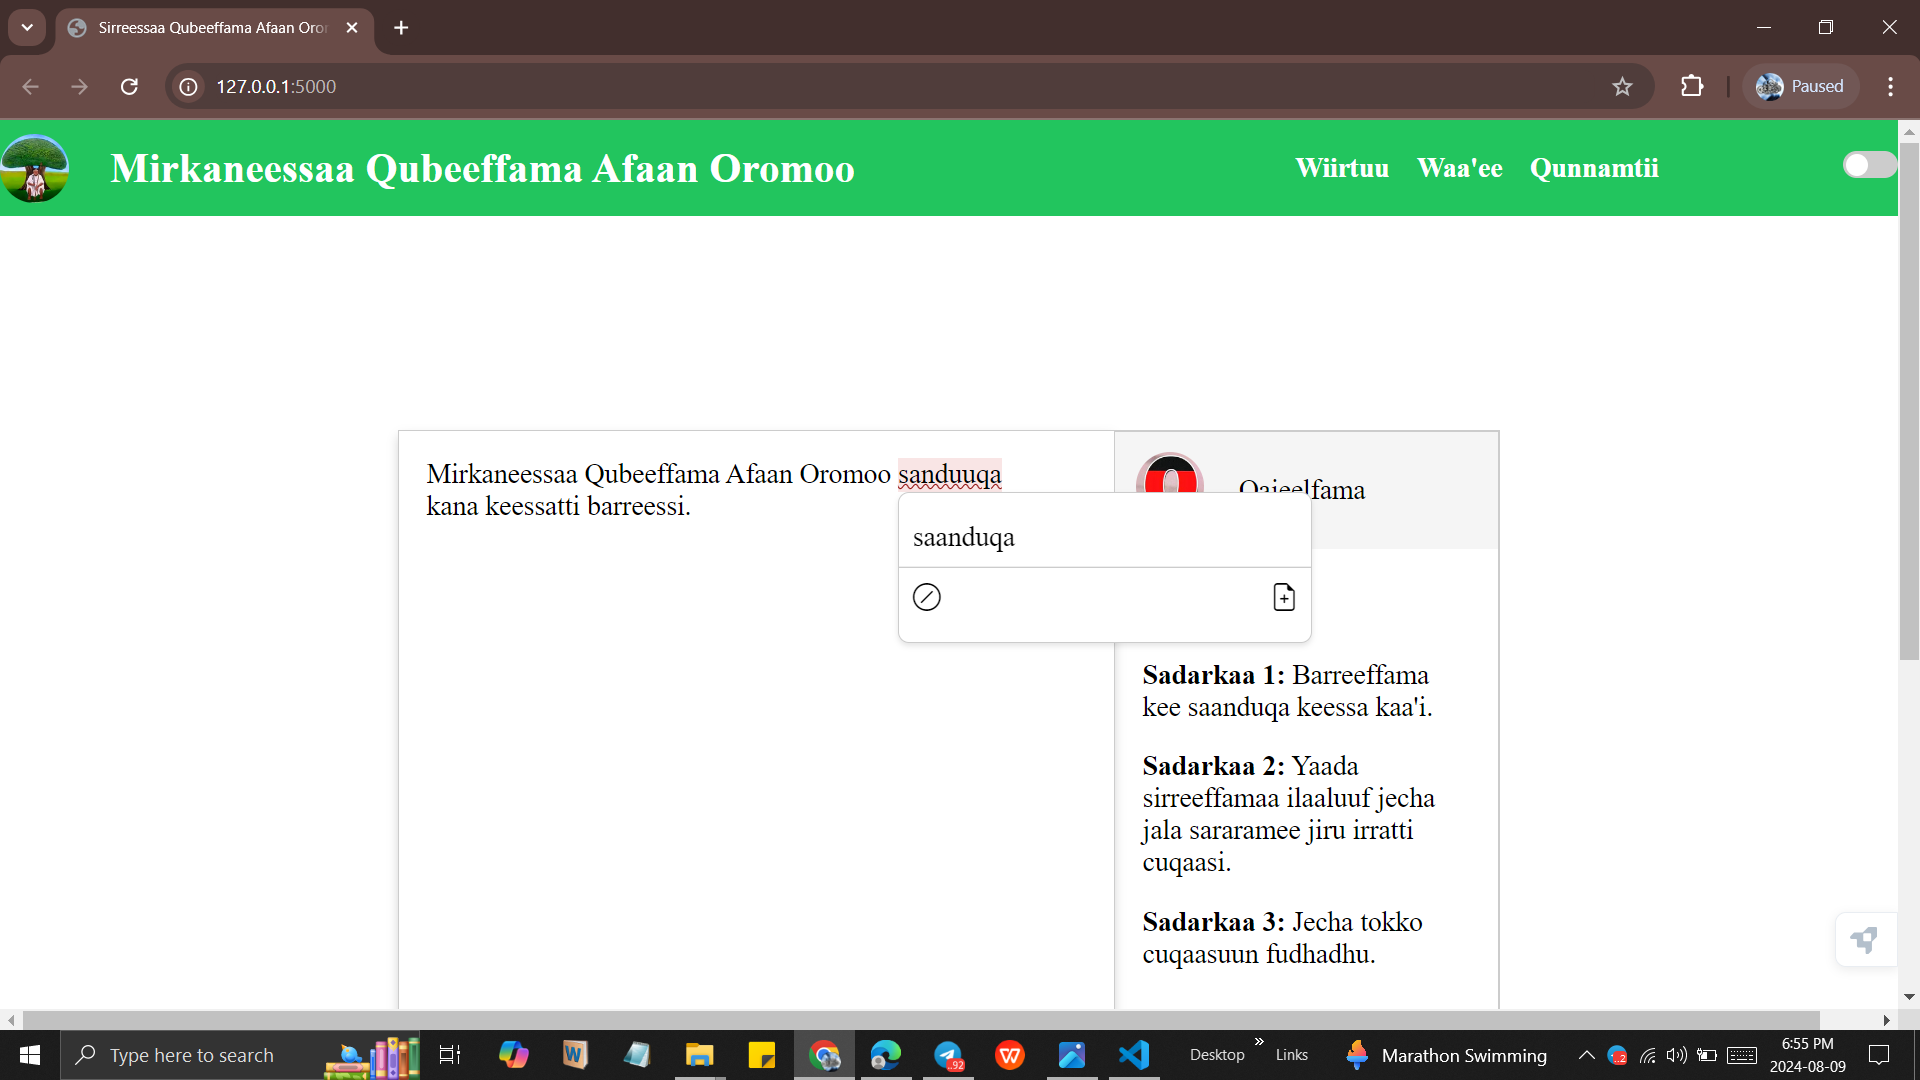 Sirreessaa Qubeeffama Afaan Oror
127.0.0.1:5000
Paused
Mirkaneessaa Qubeeffama Afaan Oromoo
Wiirtuu Waa'ee Qunnamtii
Mirkaneessaa Qubeeffama Afaan Oromoo sanduuqa
kana keessatti barreessi.
saanduqa
Qajeelfama
Sadarkaa 1: Barreeffama
kee saanduqa keessa kaa'i.
Sadarkaa 2: Yaada
sirreeffamaa ilaaluuf jecha
jala sararamee jiru irratti
cuqaasi.
Sadarkaa 3: Jecha tokko
cuqaasuun fudhadhu.
Type here to search
..92
Desktop
Links
Marathon Swimming
..2
6:55 PM
2024-08-09